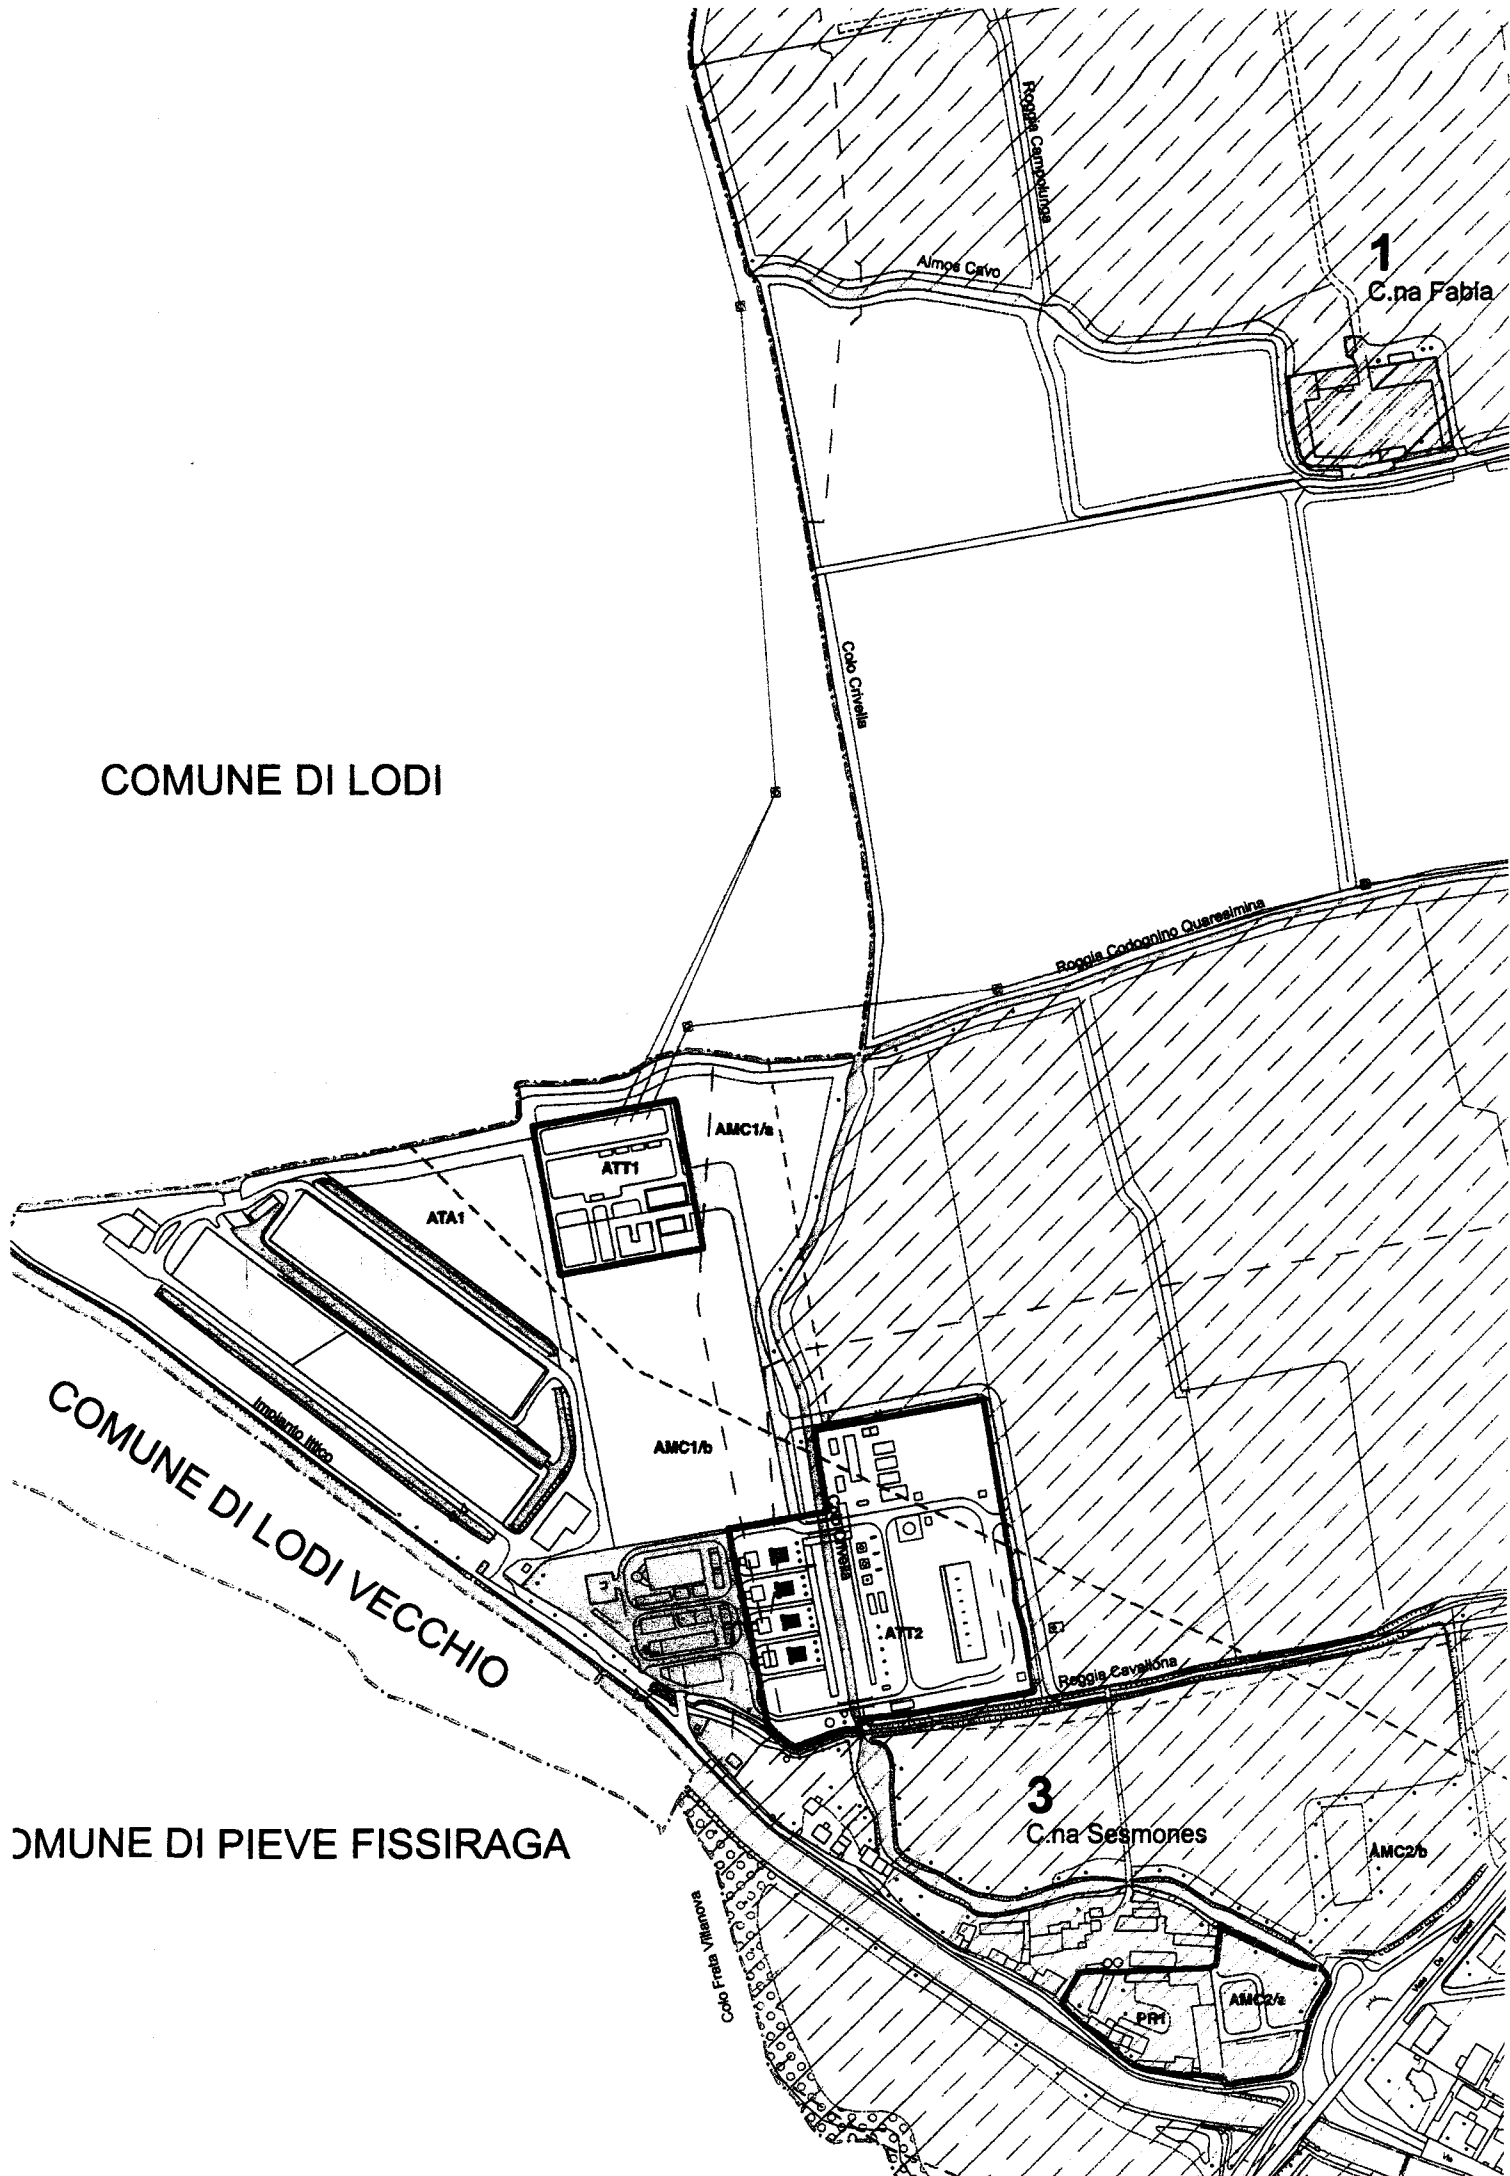 Roggia Campolunga
1
Almos Cavo
C.na Fabia
Colo Crivella
COMUNE DI LODI
Roggia Codognino Quaresimina
AMC1/a
ATT1
ATA1
COMUNE DI LODI VECCHIO
Impianto Ittico
AMC1/b
Colo Crivella
ATT2
Roggia Cavallona
3
C.na Sesmones
OMUNE DI PIEVE FISSIRAGA
AMC2/b
Colo Frata Villanova
AMC2/a
PR1